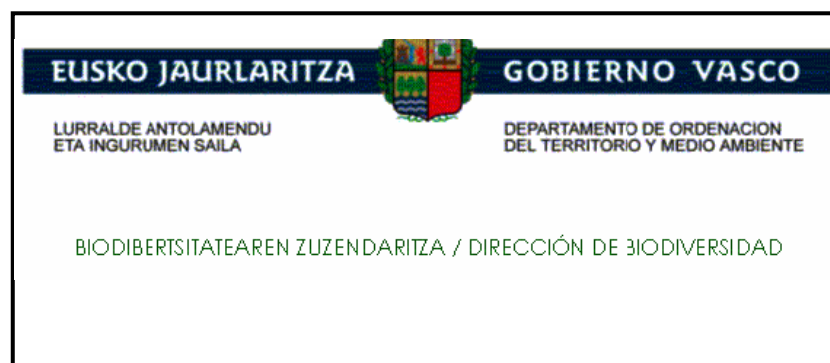 EUSKO JAURLARITZA
GOBIERNO VASCO
LURRALDE ANTOLAMENDU
ETA INGURUMEN SAILA
DEPARTAMENTO DE ORDENACION
DEL TERRITORIO Y MEDIO AMBIENTE
BIODIBERTSITATEAREN ZUZENDARITZA / DIRECCIÓN DE BIODIVERSIDAD